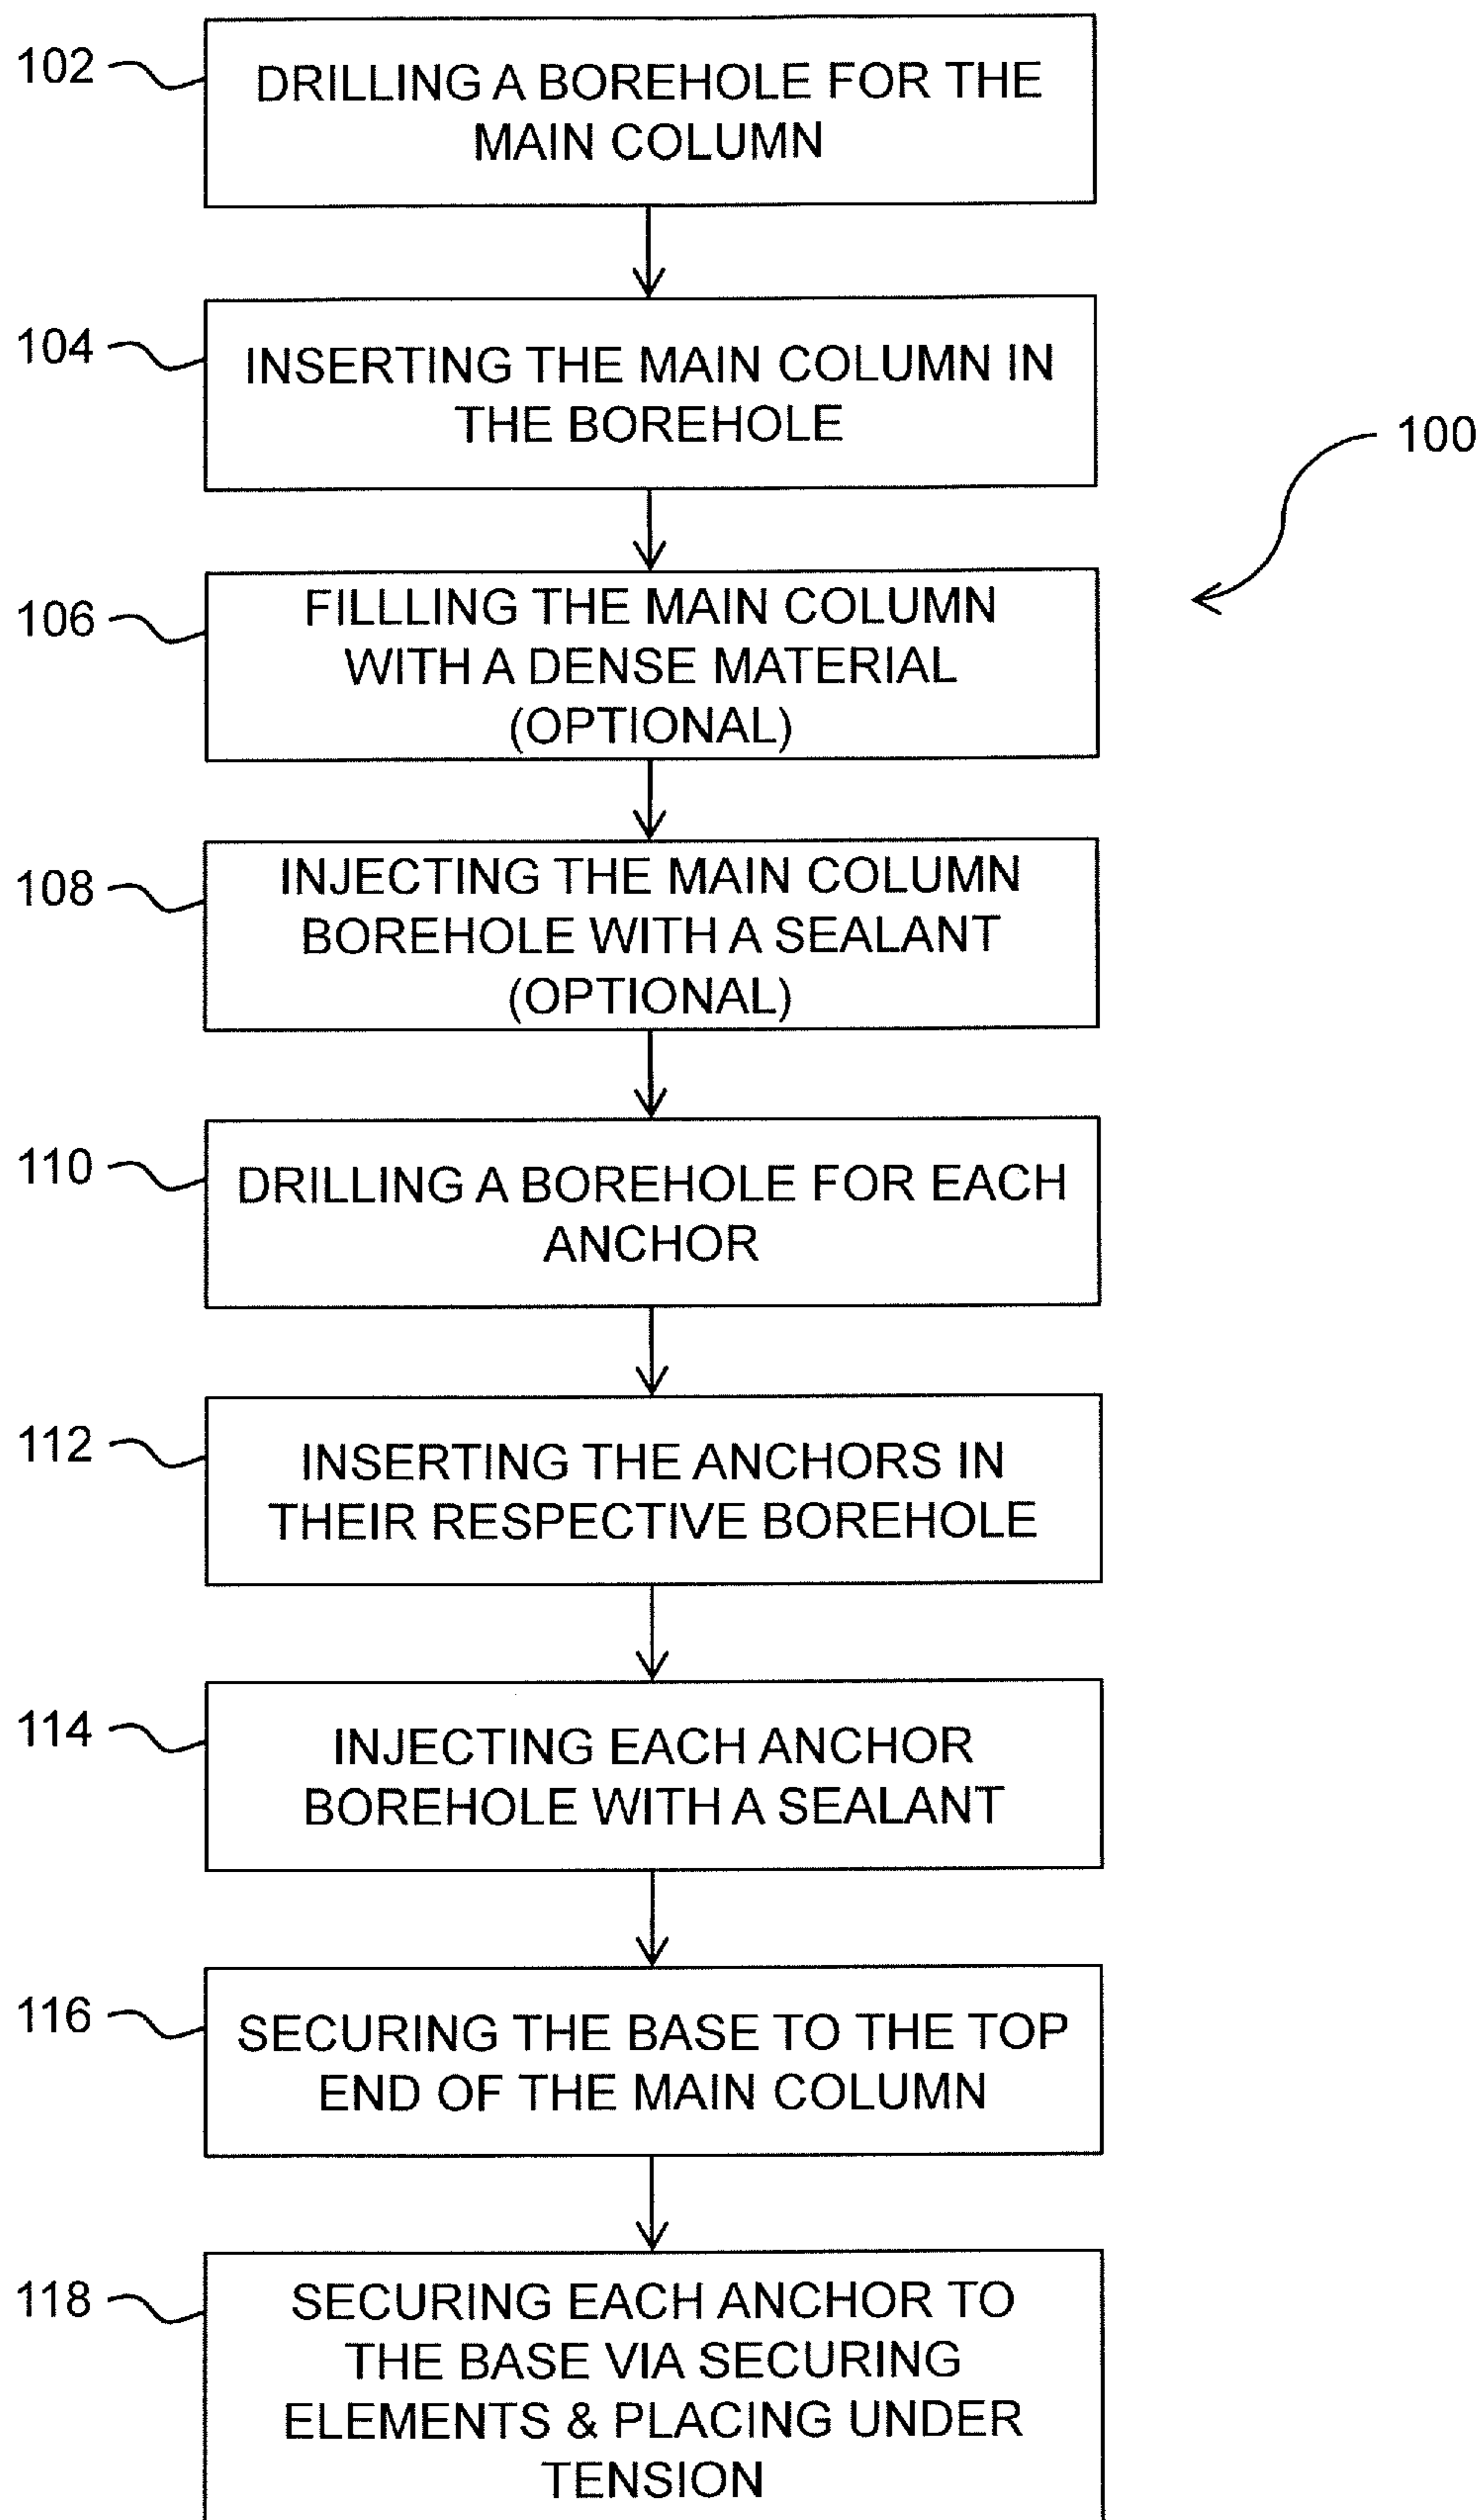 102
DRILLING A BOREHOLE FOR THE
MAIN COLUMN
104
INSERTING THE MAIN COLUMN IN
THE BOREHOLE
100
106
FILLLING THE MAIN COLUMN
WITH A DENSE MATERIAL
(OPTIONAL)
108
INJECTING THE MAIN COLUMN
BOREHOLE WITH A SEALANT
(OPTIONAL)
110
DRILLING A BOREHOLE FOR EACH
ANCHOR
112
INSERTING THE ANCHORS IN
THEIR RESPECTIVE BOREHOLE
114
INJECTING EACH ANCHOR
BOREHOLE WITH A SEALANT
116
SECURING THE BASE TO THE TOP
END OF THE MAIN COLUMN
118
SECURING EACH ANCHOR TO
THE BASE VIA SECURING
ELEMENTS & PLACING UNDER
TENSION